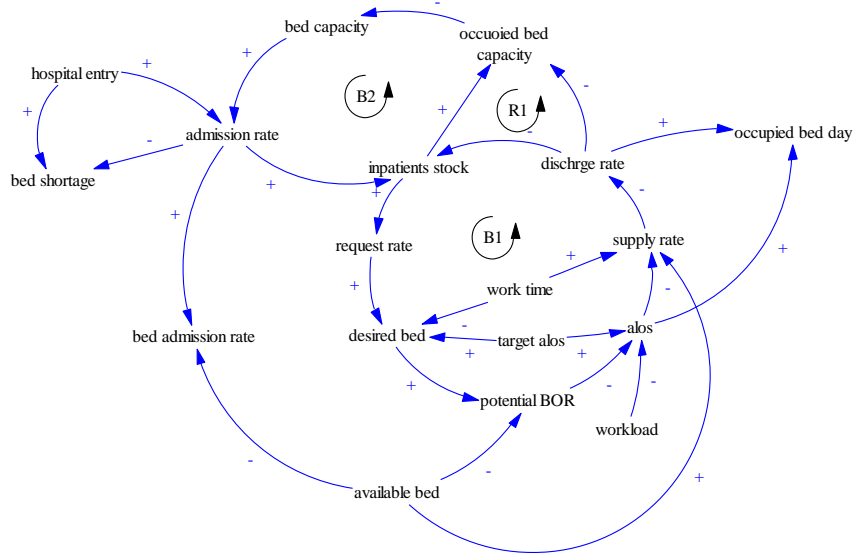 bed capacity
-
occuoied bed
capacity
+
hospital entry
+
B2
R1
-
+
+
-
admission rate
-
+
occupied bed day
bed shortage
+
inpatients stock
dischrge rate
+
-
+
request rate
B1
supply rate
+
+
+
work time
-
bed admission rate
desired bed
-
target alos
alos
+
+
+
potential BOR
-
-
workload
-
-
+
available bed